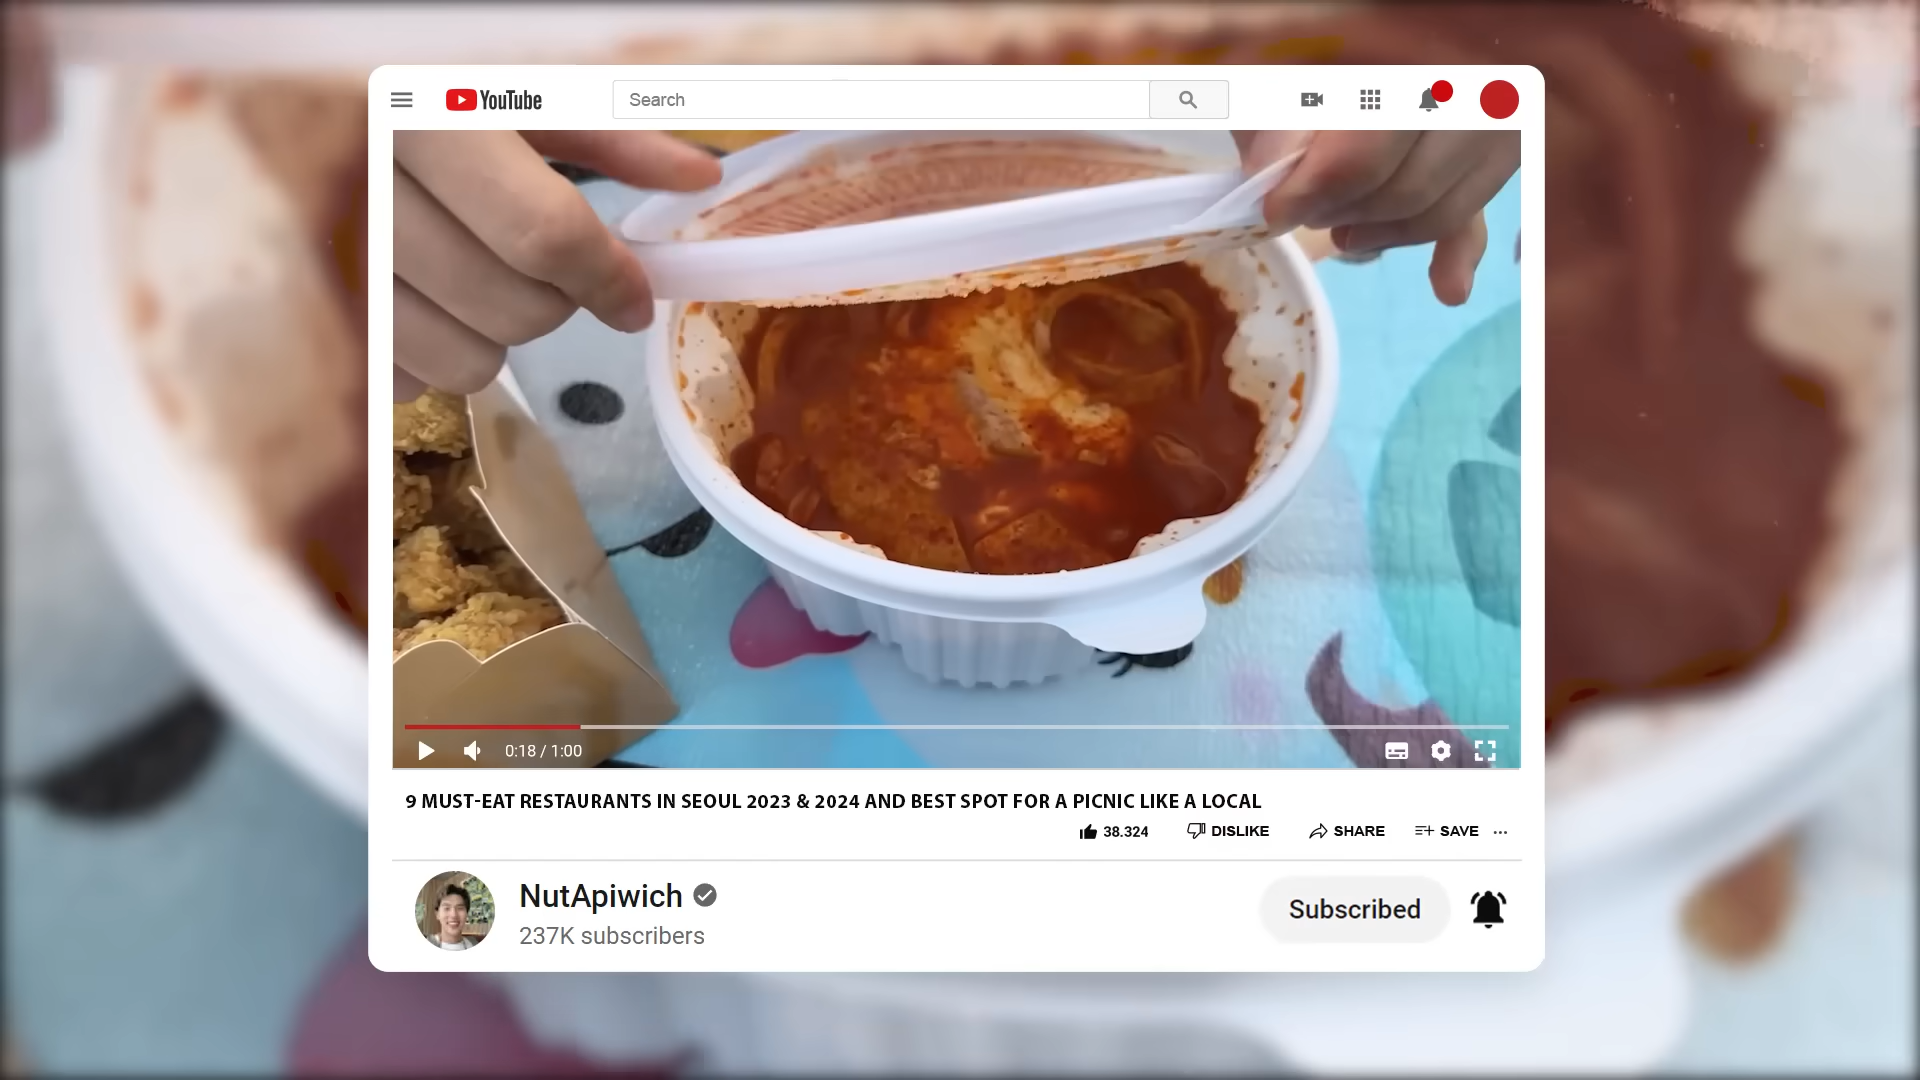 YouTube
Search
0:18 / 1:00
9 MUST-EAT RESTAURANTS IN SEOUL 2023 & 2024 AND BEST SPOT FOR A PICNIC LIKE A LOCAL
38.324 DISLIKE SHARE SAVE ...
NutApiwich
237K subscribers
Subscribed